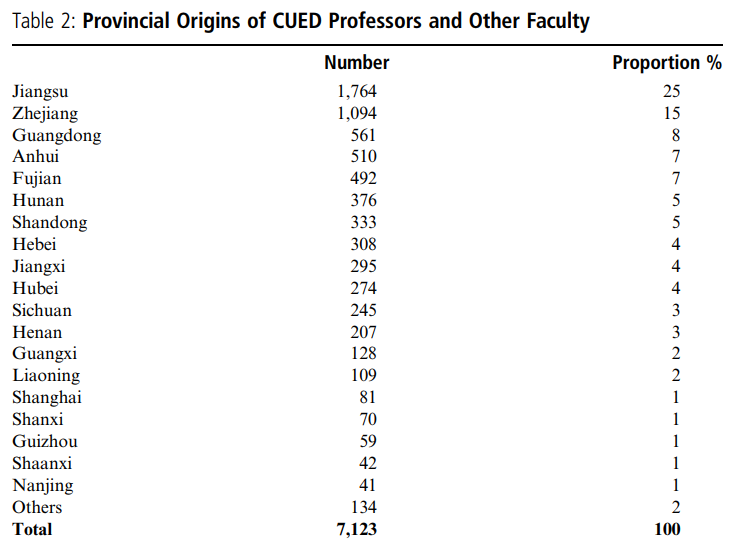 Table 2: Provincial Origins of CUED Professors and Other Faculty
Number Proportion %
Jiangsu 1,764 25
Zhejiang 1,094 15
Guangdong 561 8
Anhui 510 7
Fujian 492 7
Hunan 376 5
Shandong 333 5
Hebei 308 4
Jiangxi 295 4
Hubei 274 4
Sichuan 245 3
Henan 207 3
Guangxi 128 2
Liaoning 109 2
Shanghai 81 1
Shanxi 70 1
Guizhou 59 1
Shaanxi 42 1
Nanjing 41 1
Others 134 2
Total 7,123 100